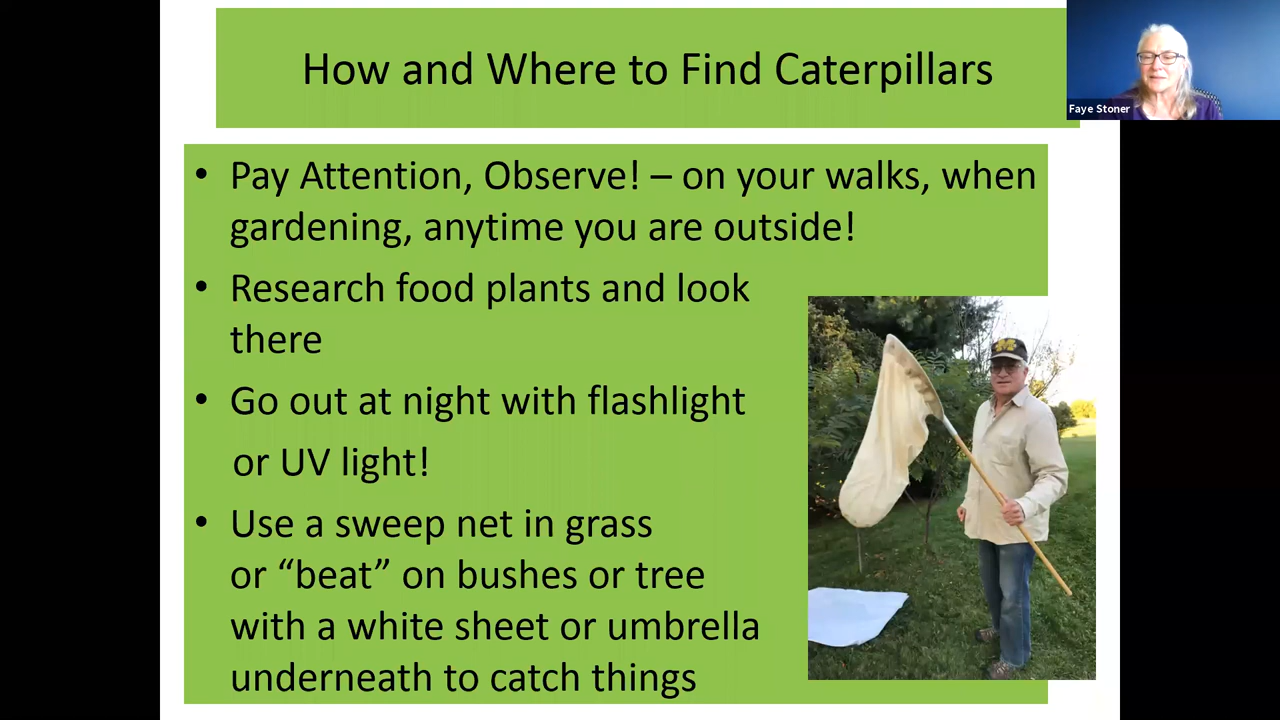 How and Where to Find Caterpillars
Faye Stoner
• Pay Attention, Observe! – on your walks, when
gardening, anytime you are outside!
• Research food plants and look
there
• Go out at night with flashlight
or UV light!
• Use a sweep net in grass
or “beat” on bushes or tree
with a white sheet or umbrella
underneath to catch things
M